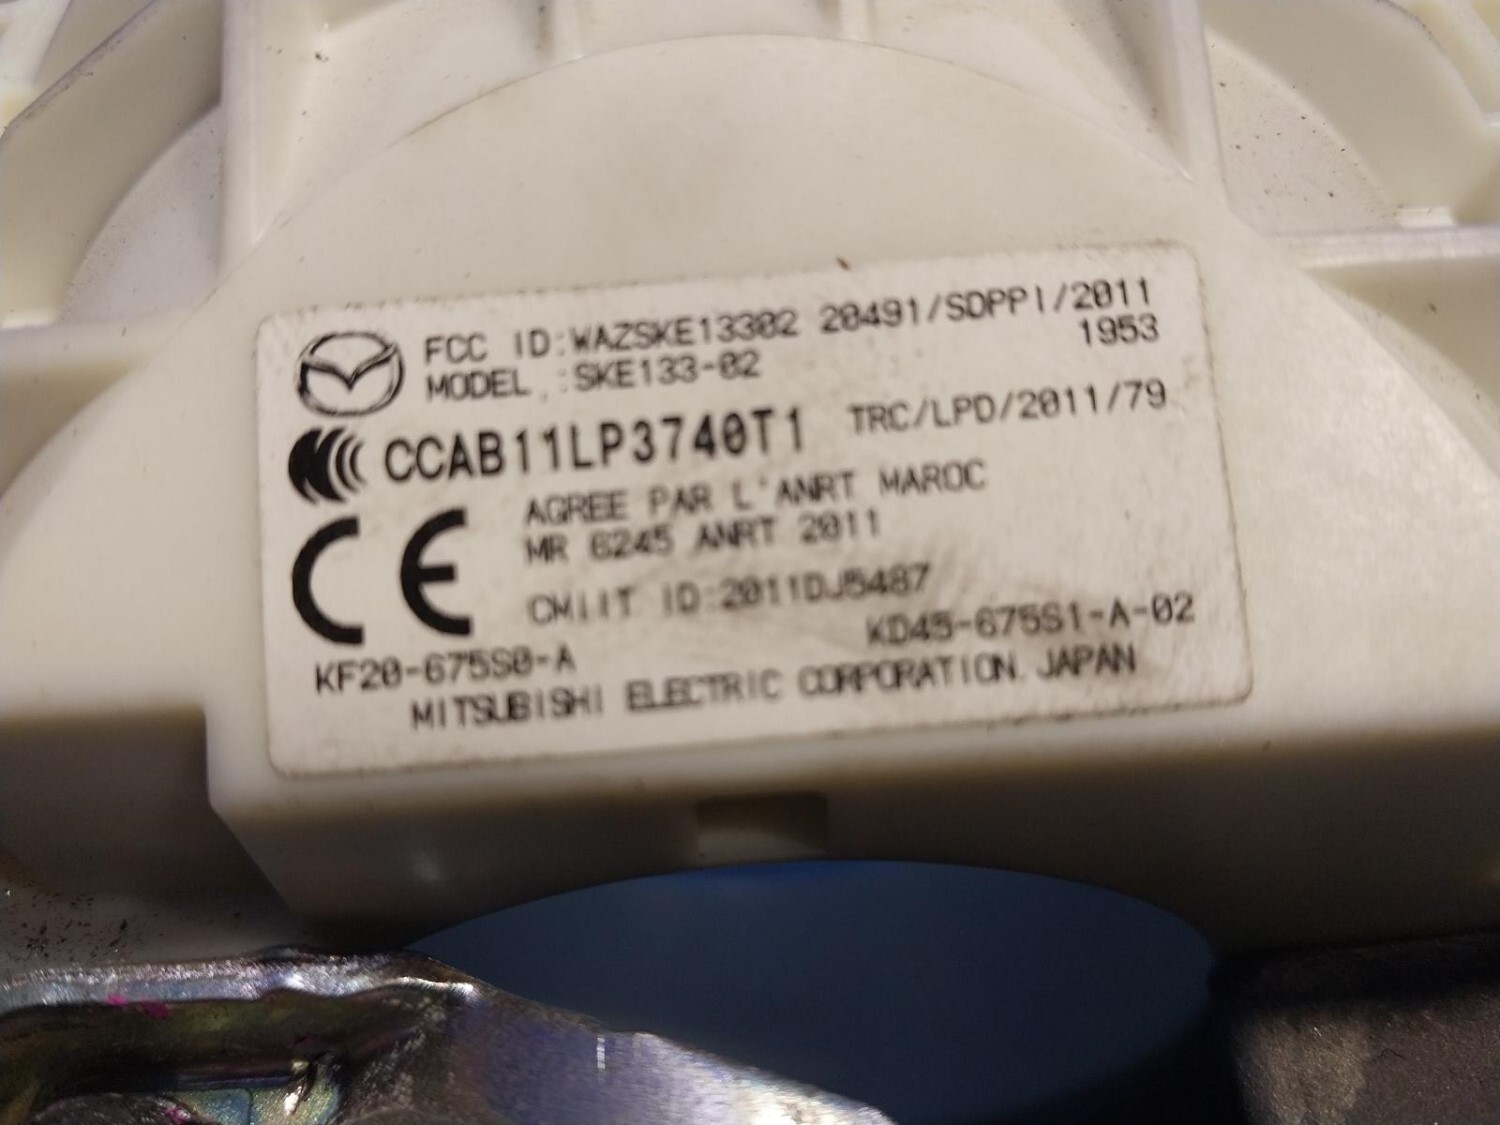 FCC ID:WAZSKE13302 20491/SDPPI/2011
MODEL :SKE133-02 1953
CCAB11LP3740T1 TRC/LPD/2011/79
CE AGREE PAR L'ANRT MAROC
MR 6245 ANRT 2011
CMIIT ID:2011DJ5487
KF20-675S0-A KD45-675S1-A-02
MITSUBISHI ELECTRIC CORPORATION. JAPAN